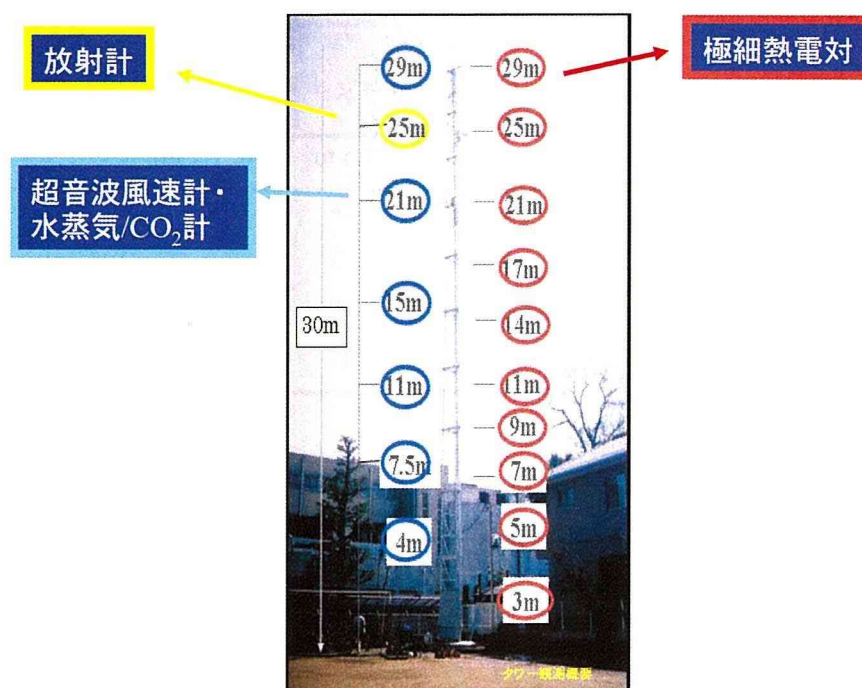 放射計
超音波風速計・
水蒸気/CO₂計
極細熱電対
30m
29m
25m
21m
15m
11m
7.5m
4m
29m
25m
21m
17m
14m
11m
9m
7m
5m
3m
タワー観測概要